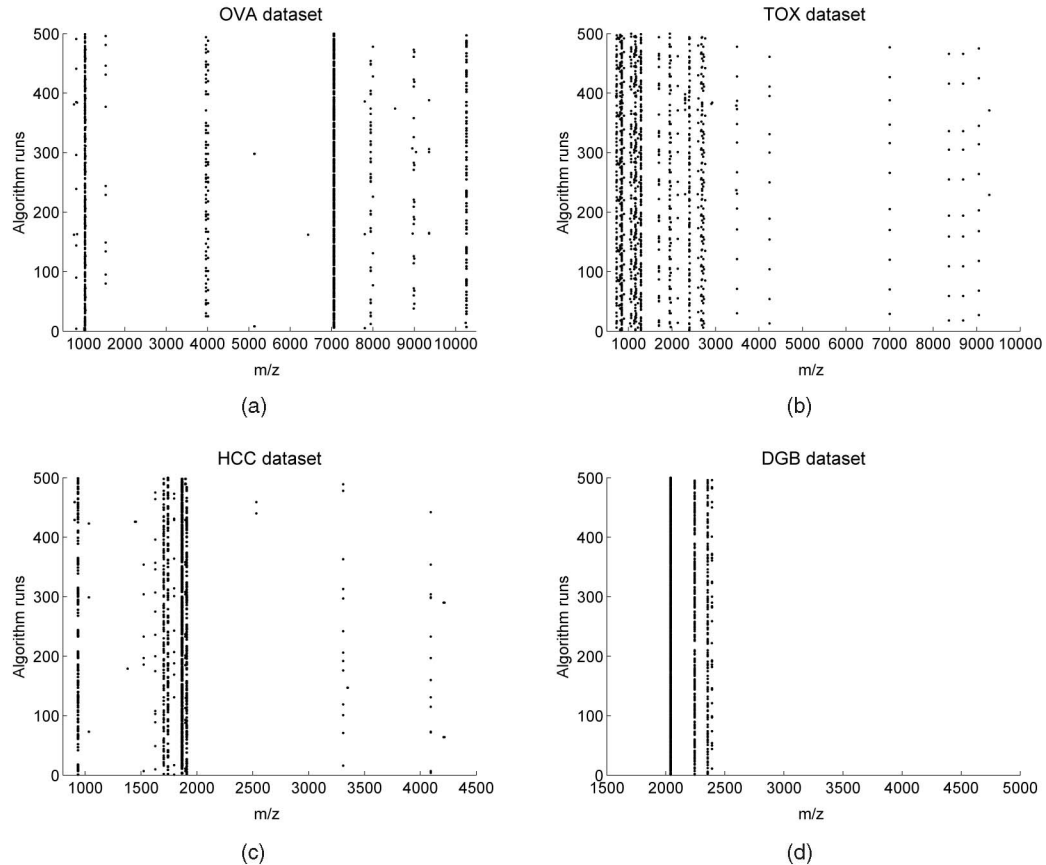 OVA dataset
500
400
300
200
100
0
Algorithm runs
1000 2000 3000 4000 5000 6000 7000 8000 9000 10000
m/z
(a)
TOX dataset
500
400
300
200
100
0
Algorithm runs
1000 2000 3000 4000 5000 6000 7000 8000 9000 10000
m/z
(b)
HCC dataset
500
400
300
200
100
0
Algorithm runs
1000 1500 2000 2500 3000 3500 4000 4500
m/z
(c)
DGB dataset
500
400
300
200
100
0
Algorithm runs
1500 2000 2500 3000 3500 4000 4500 5000
m/z
(d)